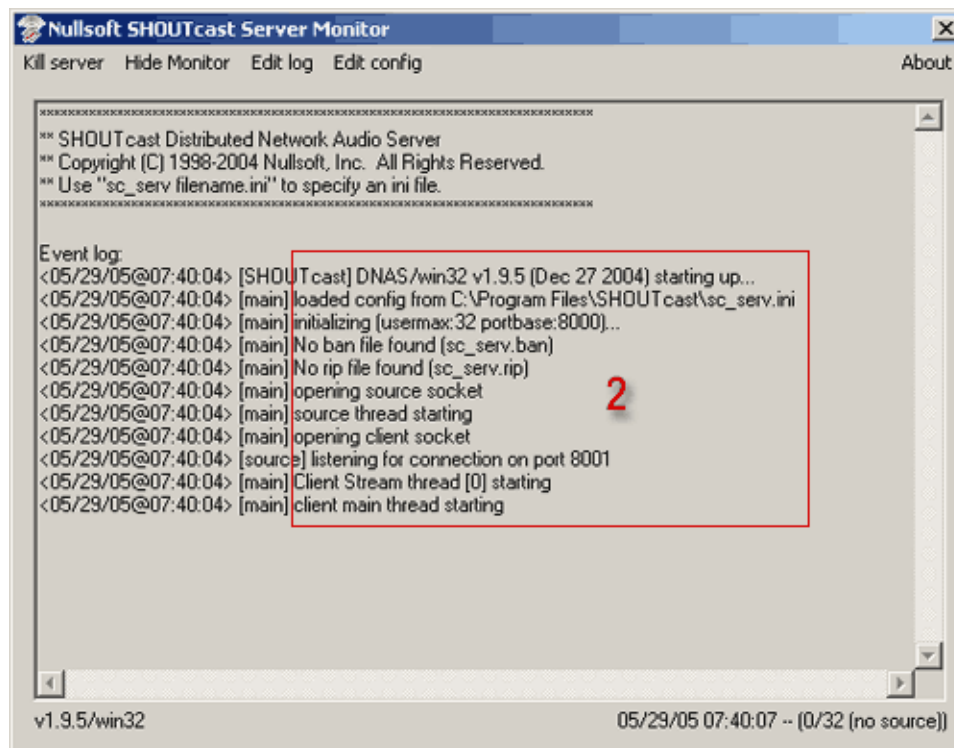 Nullsoft SHOUTcast Server Monitor
Kill server Hide Monitor Edit log Edit config About
*******************************************************************************
** SHOUTcast Distributed Network Audio Server
** Copyright (C) 1998-2004 Nullsoft, Inc. All Rights Reserved.
** Use "sc_serv filename.ini" to specify an ini file.
*******************************************************************************
Event log:
<05/29/05@07:40:04> [SHOUTcast] DNAS/win32 v1.9.5 (Dec 27 2004) starting up...
<05/29/05@07:40:04> [main] loaded config from C:\Program Files\SHOUTcast\sc_serv.ini
<05/29/05@07:40:04> [main] initializing (usermax:32 portbase:8000)...
<05/29/05@07:40:04> [main] No ban file found (sc_serv.ban)
<05/29/05@07:40:04> [main] No rip file found (sc_serv.rip)
<05/29/05@07:40:04> [main] opening source socket
<05/29/05@07:40:04> [main] source thread starting
<05/29/05@07:40:04> [main] opening client socket
<05/29/05@07:40:04> [source] listening for connection on port 8001
<05/29/05@07:40:04> [main] Client Stream thread [0] starting
<05/29/05@07:40:04> [main] client main thread starting
2
v1.9.5/win32 05/29/05 07:40:07 -- (0/32 (no source))